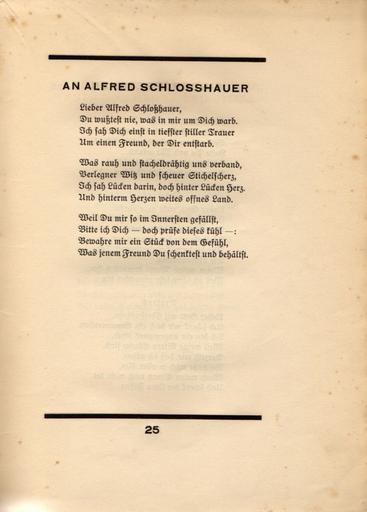 AN ALFRED SCHLOSSHAUER
Lieber Alfred Schloßhauer,
Du wußtest nie, was in mir um Dich warb.
Ich sah Dich einst in tiefster stiller Trauer
Um einen Freund, der Dir entstarb.
Was rauh und stacheldrähtig uns verband,
Verlegner Witz und scheuer Stichelscherz,
Ich sah Lücken darin, doch hinter Lücken Herz.
Und hinterm Herzen weites offnes Land.
Weil Du mir so im Innersten gefällst,
Bitte ich Dich — doch prüfe dieses kühl —:
Bewahre mir ein Stück von dem Gefühl,
Was jenem Freund Du schenktest und behältst.
25